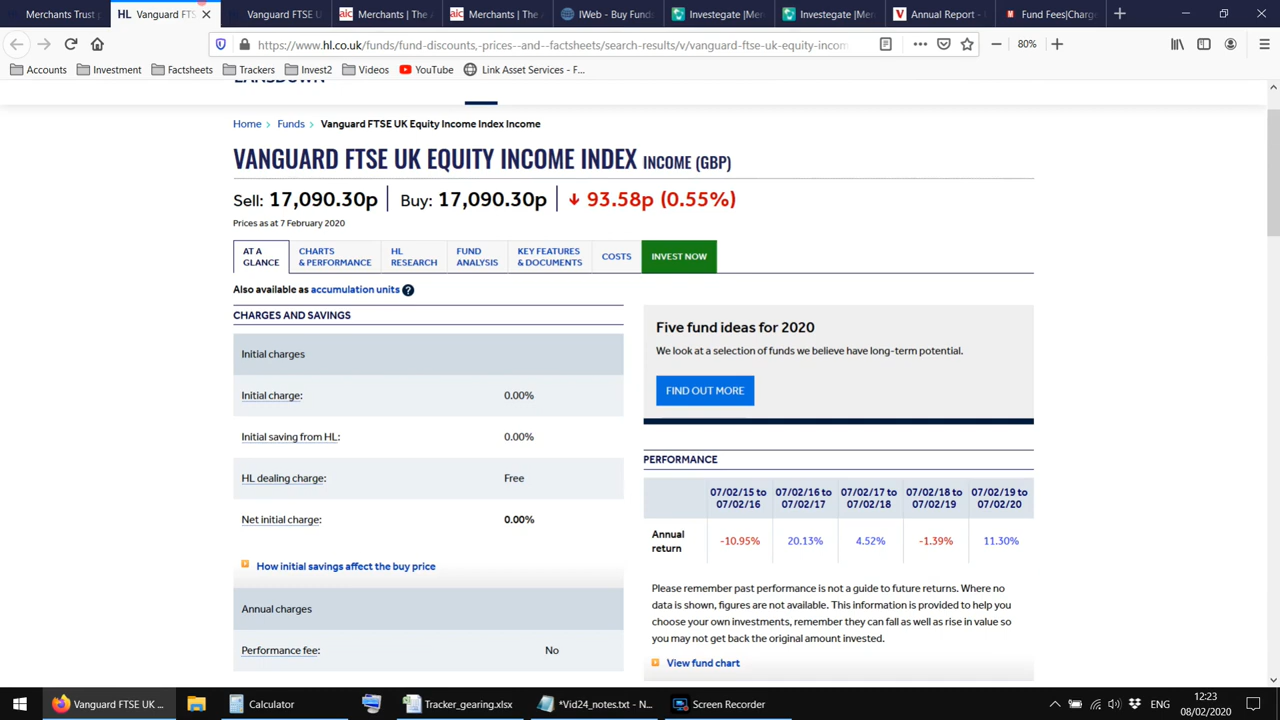 Merchants Trust p
HL Vanguard FTS
Vanguard FTSE U
aic Merchants | The A
aic Merchants | The A
IWeb - Buy Funds
Investegate |Mer
Investegate |Mer
V Annual Report -
M Fund Fees|Charg
https://www.hl.co.uk/funds/fund-discounts,-prices--and--factsheets/search-results/v/vanguard-ftse-uk-equity-incom
80%
Accounts
Investment
Factsheets
Trackers
Invest2
Videos
YouTube
Link Asset Services - F...
LANSDOWN
Home > Funds > Vanguard FTSE UK Equity Income Index Income
VANGUARD FTSE UK EQUITY INCOME INDEX INCOME (GBP)
Sell: 17,090.30p | Buy: 17,090.30p | 93.58p (0.55%)
Prices as at 7 February 2020
AT A GLANCE
CHARTS & PERFORMANCE
HL RESEARCH
FUND ANALYSIS
KEY FEATURES & DOCUMENTS
COSTS
INVEST NOW
Also available as accumulation units ?
CHARGES AND SAVINGS
Initial charges
Initial charge: 0.00%
Initial saving from HL: 0.00%
HL dealing charge: Free
Net initial charge: 0.00%
How initial savings affect the buy price
Annual charges
Performance fee: No
Five fund ideas for 2020
We look at a selection of funds we believe have long-term potential.
FIND OUT MORE
PERFORMANCE
07/02/15 to 07/02/16
07/02/16 to 07/02/17
07/02/17 to 07/02/18
07/02/18 to 07/02/19
07/02/19 to 07/02/20
Annual return -10.95% 20.13% 4.52% -1.39% 11.30%
Please remember past performance is not a guide to future returns. Where no
data is shown, figures are not available. This information is provided to help you
choose your own investments, remember they can fall as well as rise in value so
you may not get back the original amount invested.
View fund chart
Vanguard FTSE UK ...
Calculator
Tracker_gearing.xlsx
*Vid24_notes.txt - N...
Screen Recorder
ENG
12:23
08/02/2020